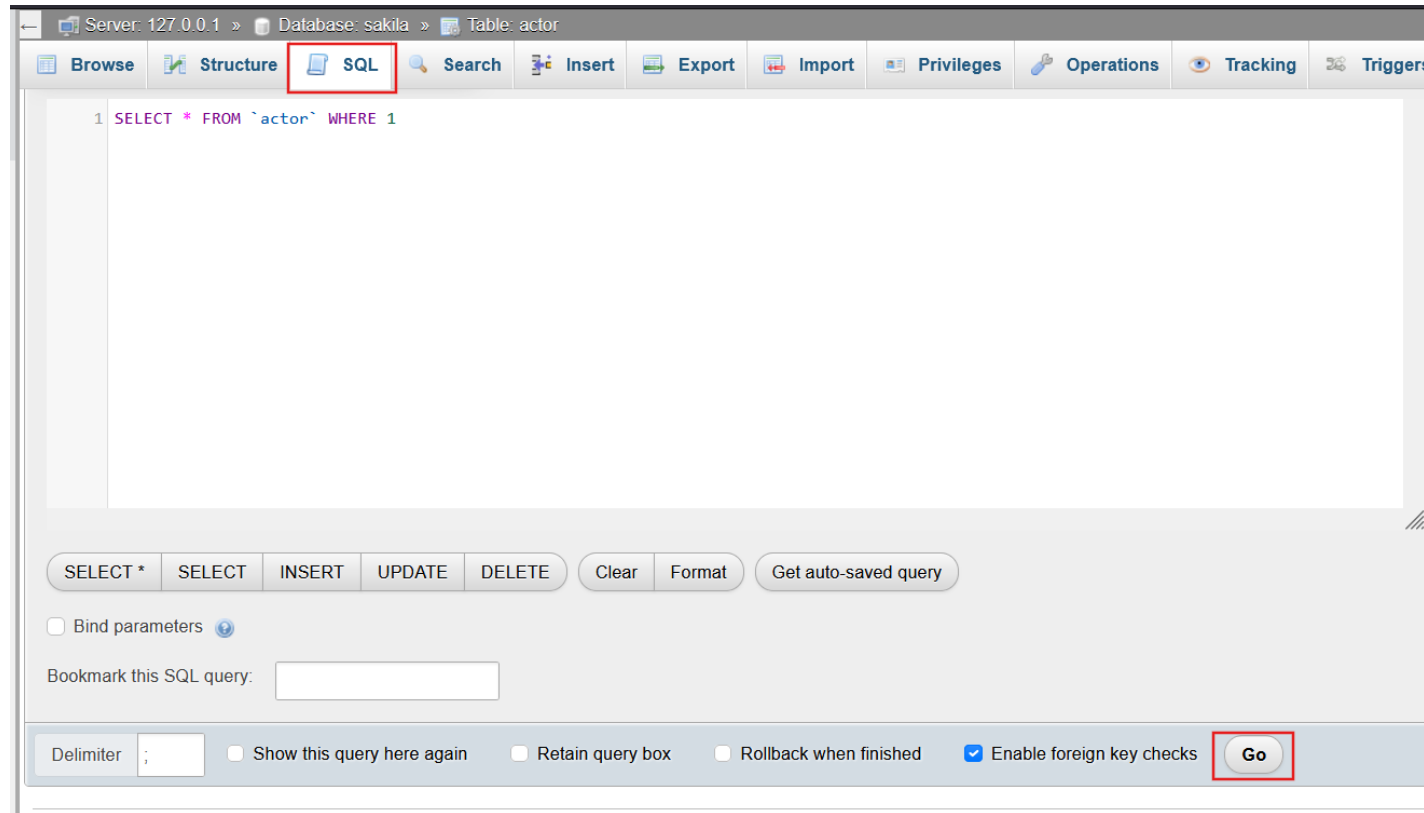 ← Server: 127.0.0.1 » Database: sakila » Table: actor
Browse Structure SQL Search Insert Export Import Privileges Operations Tracking Triggers
1 SELECT * FROM `actor` WHERE 1
SELECT * SELECT INSERT UPDATE DELETE Clear Format Get auto-saved query
Bind parameters
Bookmark this SQL query:
Delimiter ; Show this query here again Retain query box Rollback when finished Enable foreign key checks Go